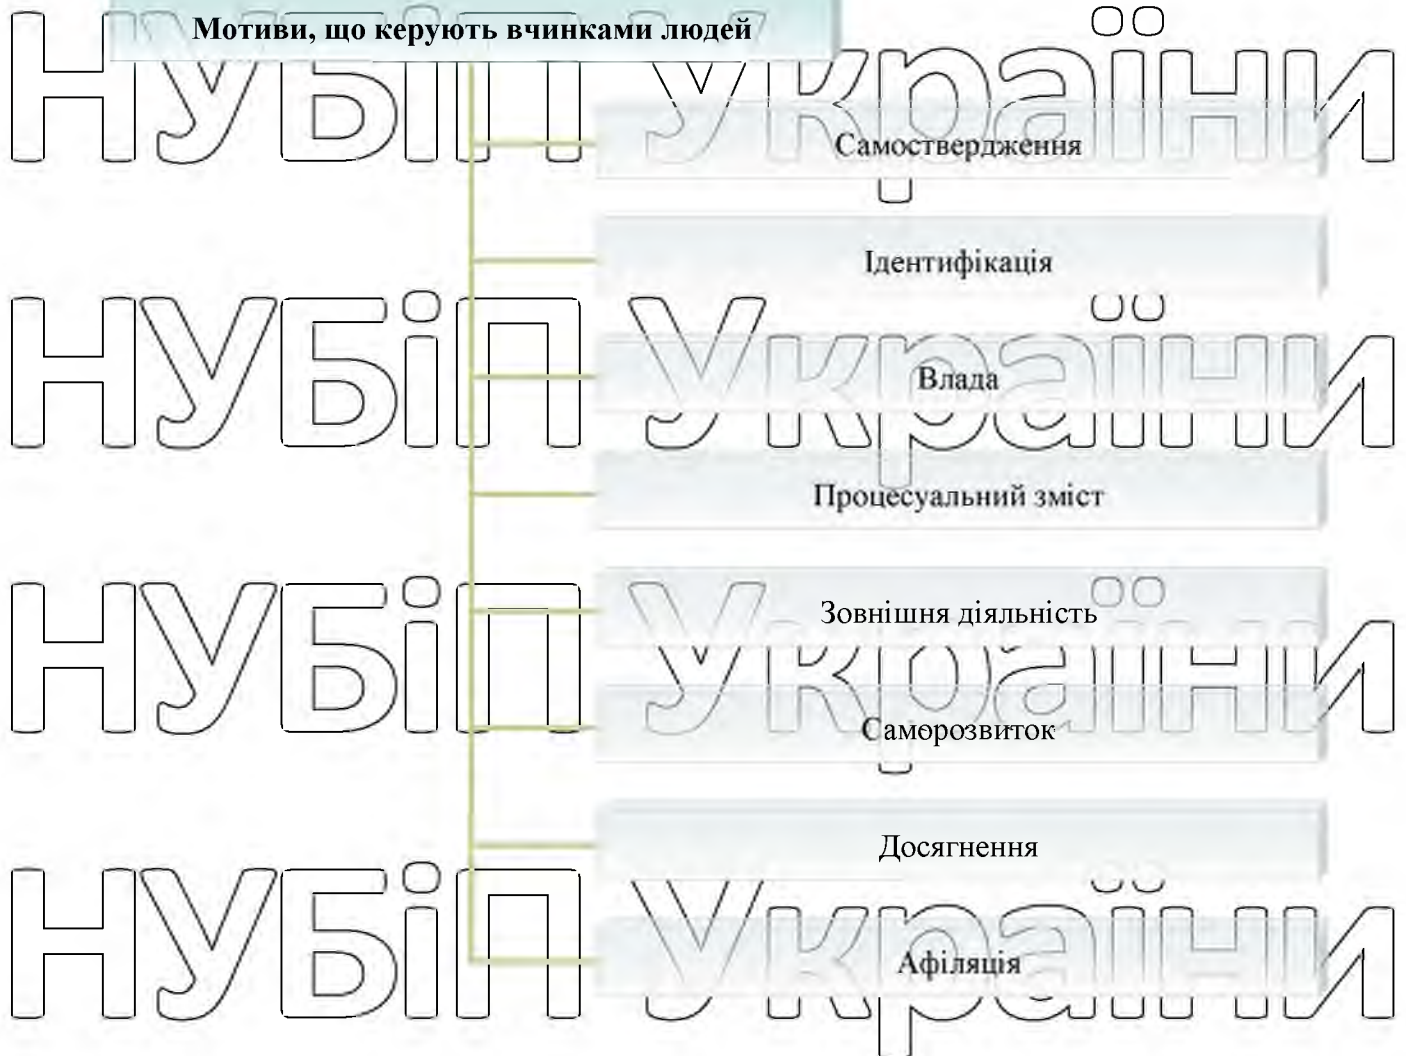 Мотиви, що керують вчинками людей
НУБіП України
Самоствердження
Ідентифікація
НУБіП України
Влада
Процесуальний зміст
НУБіП України
Зовнішня діяльність
Саморозвиток
Досягнення
НУБіП України
Афіляція